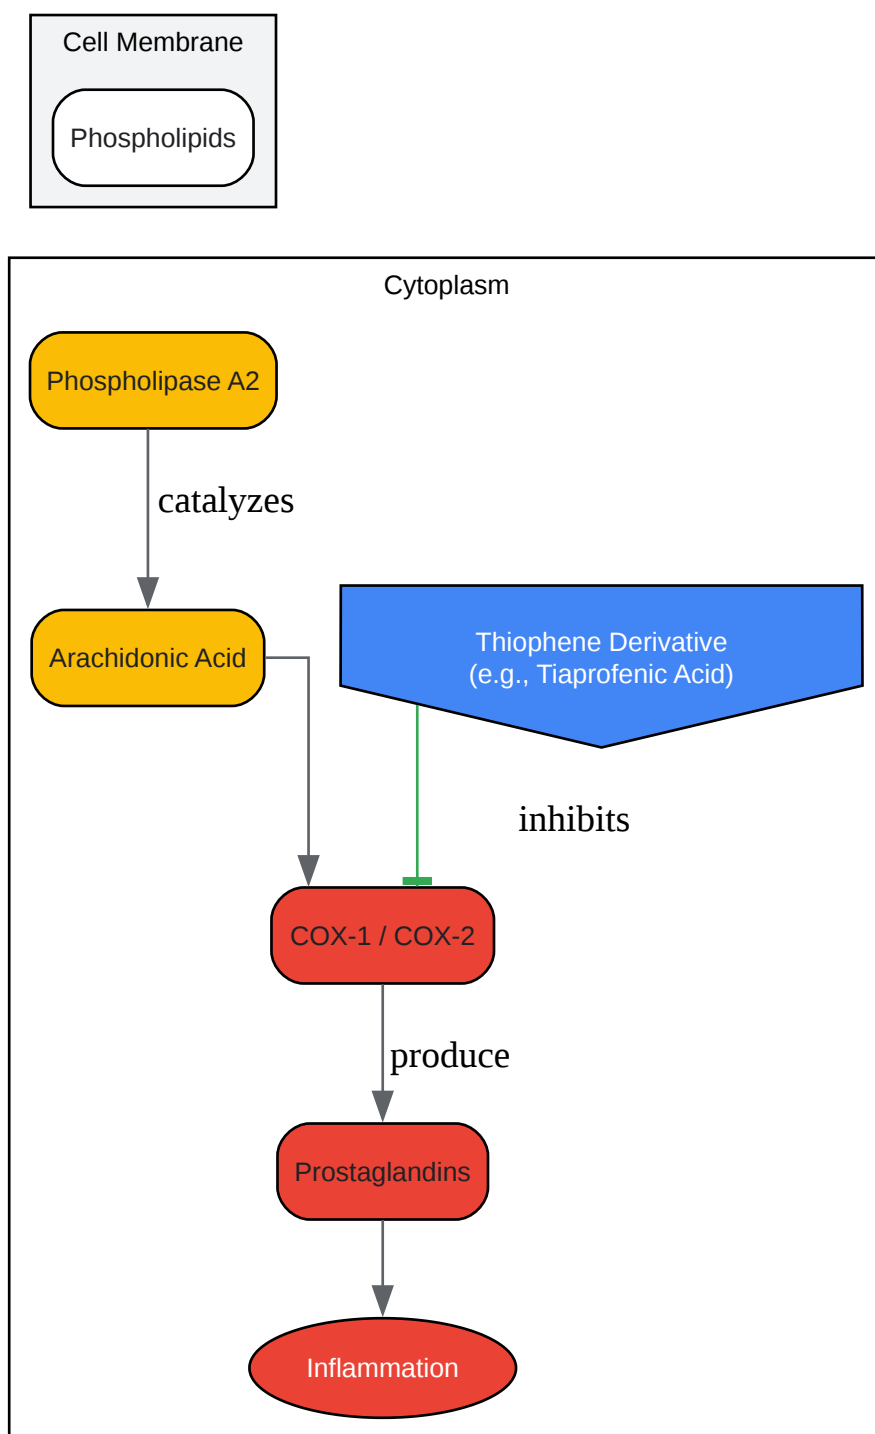 Cell Membrane
Phospholipids
Cytoplasm
Phospholipase A2
catalyzes
Arachidonic Acid
Thiophene Derivative
(e.g., Tiaprofenic Acid)
inhibits
COX-1 / COX-2
produce
Prostaglandins
Inflammation